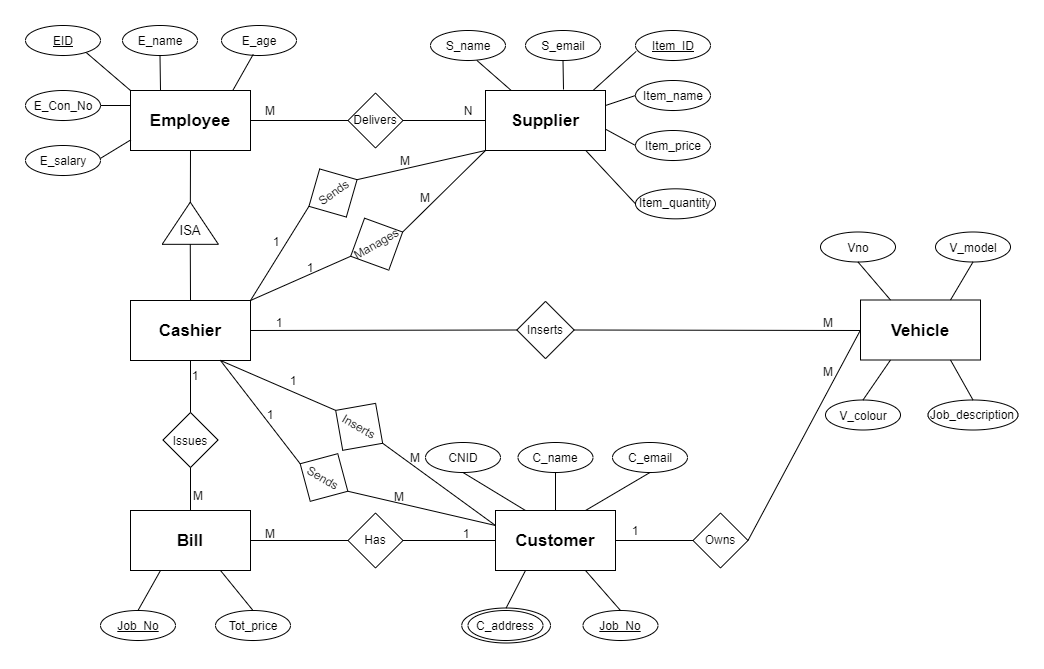 EID
E_name
E_age
S_name
S_email
Item_ID
E_Con_No
Item_name
M
Delivers
N
Employee
Supplier
E_salary
Item_price
M
Sends
M
Item_quantity
ISA
1
Manages
1
Vno
V_model
Cashier
1
Inserts
M
Vehicle
1
1
M
1
Inserts
V_colour
Job_description
Issues
M
CNID
C_name
C_email
Sends
M
M
Bill
M
Has
1
Customer
1
Owns
Job_No
Tot_price
C_address
Job_No